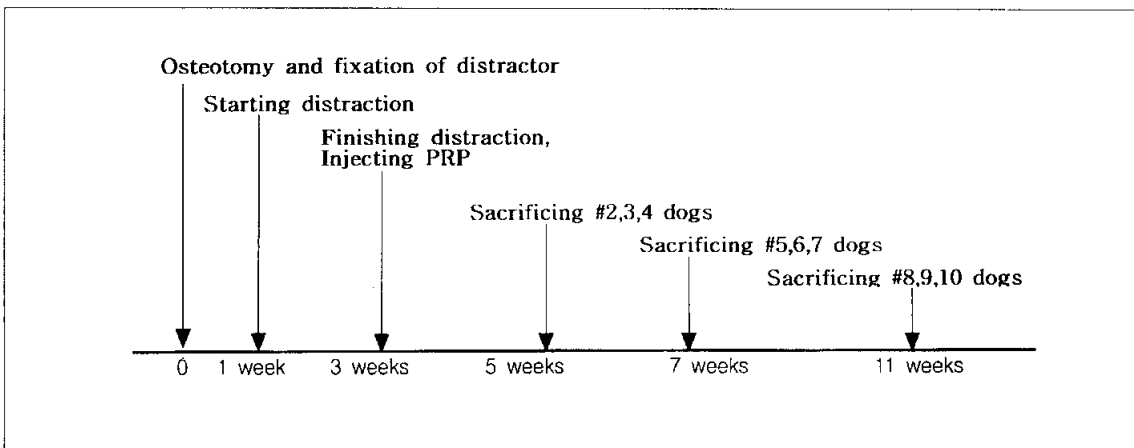 Osteotomy and fixation of distractor
Starting distraction
Finishing distraction,
Injecting PRP
Sacrificing #2,3,4 dogs
Sacrificing #5,6,7 dogs
Sacrificing #8,9,10 dogs
0 1 week 3 weeks 5 weeks 7 weeks 11 weeks